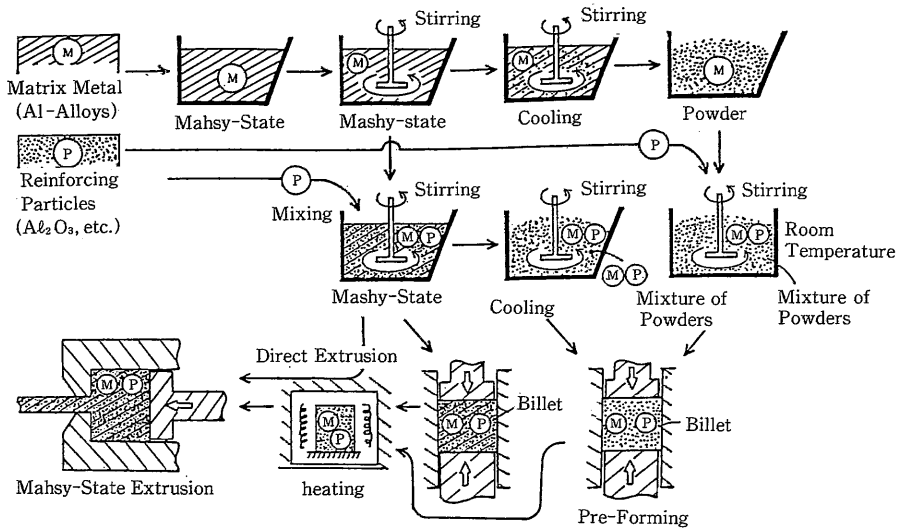 Stirring
Stirring
M
M
M
M
M
Matrix Metal
(Al-Alloys)
Mahsy-State
Mashy-state
Cooling
Powder
P
P
Reinforcing
Particles
(Aℓ₂O₃, etc.)
P
Mixing
Stirring
Stirring
Stirring
M P
M P
M P
Room
Temperature
M P
Mashy-State
Cooling
Mixture of
Powders
Mixture of
Powders
Direct Extrusion
M P
M
P
M P
Billet
M P
Billet
Mahsy-State Extrusion
heating
Pre-Forming